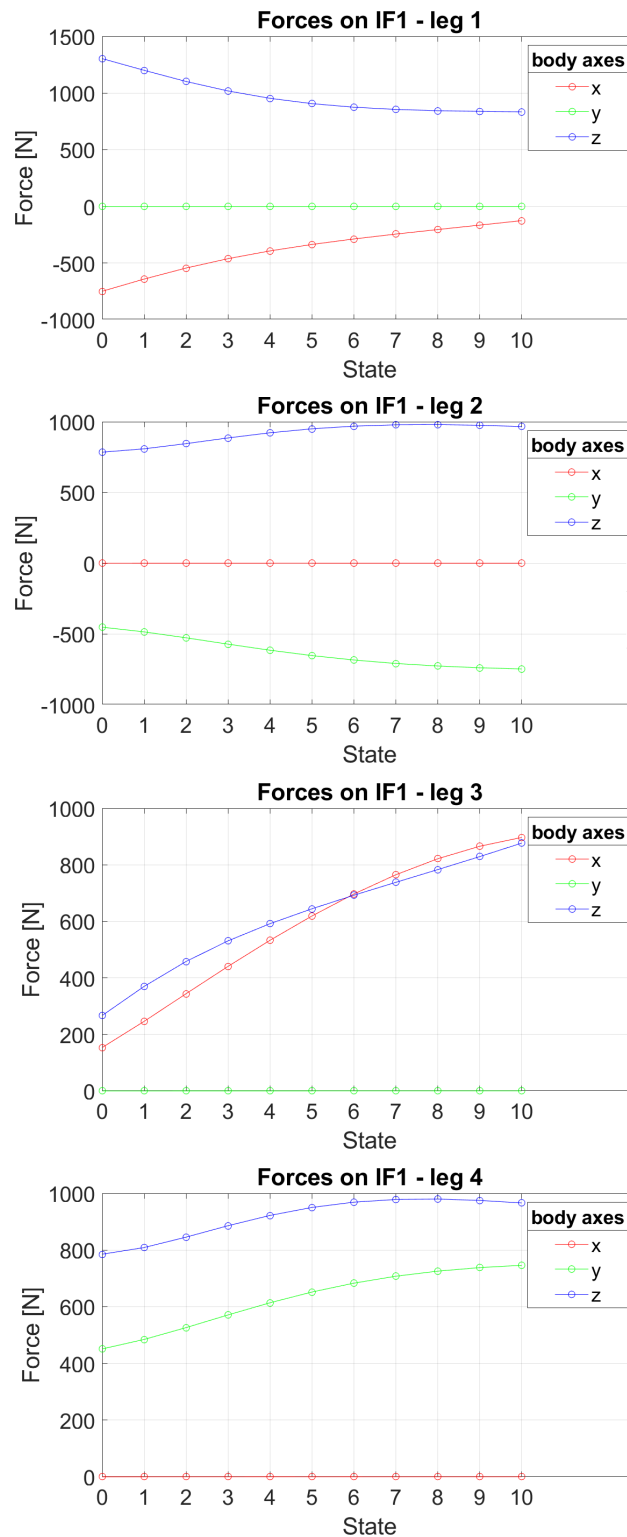 Forces on IF1 - leg 1
1500
1000
500
0
-500
-1000
Force [N]
0 1 2 3 4 5 6 7 8 9 10
State
body axes
x
y
z
Forces on IF1 - leg 2
1000
500
0
-500
-1000
Force [N]
0 1 2 3 4 5 6 7 8 9 10
State
body axes
x
y
z
Forces on IF1 - leg 3
1000
800
600
400
200
0
Force [N]
0 1 2 3 4 5 6 7 8 9 10
State
body axes
x
y
z
Forces on IF1 - leg 4
1000
800
600
400
200
0
Force [N]
0 1 2 3 4 5 6 7 8 9 10
State
body axes
x
y
z